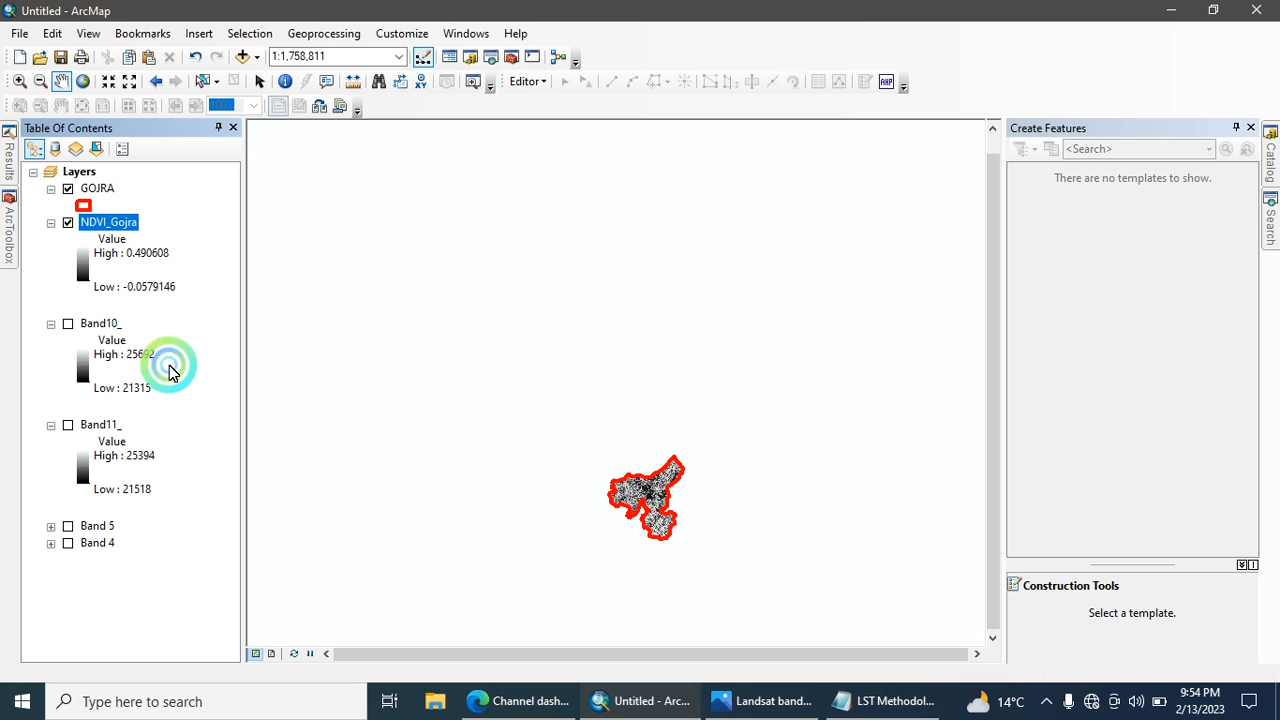 Untitled - ArcMap
File Edit View Bookmarks Insert Selection Geoprocessing Customize Windows Help
1:1,758,811
Editor
AHP
100%
Table Of Contents
Create Features
<Search>
There are no templates to show.
Results
ArcToolbox
Catalog
Search
Layers
GOJRA
NDVI_Gojra
Value
High : 0.490608
Low : -0.0579146
Band10_
Value
High : 25692
Low : 21315
Band11_
Value
High : 25394
Low : 21518
Band 5
Band 4
Construction Tools
Select a template.
Type here to search
Channel dash...
Untitled - Arc...
Landsat band...
LST Methodol...
14°C
9:54 PM
2/13/2023